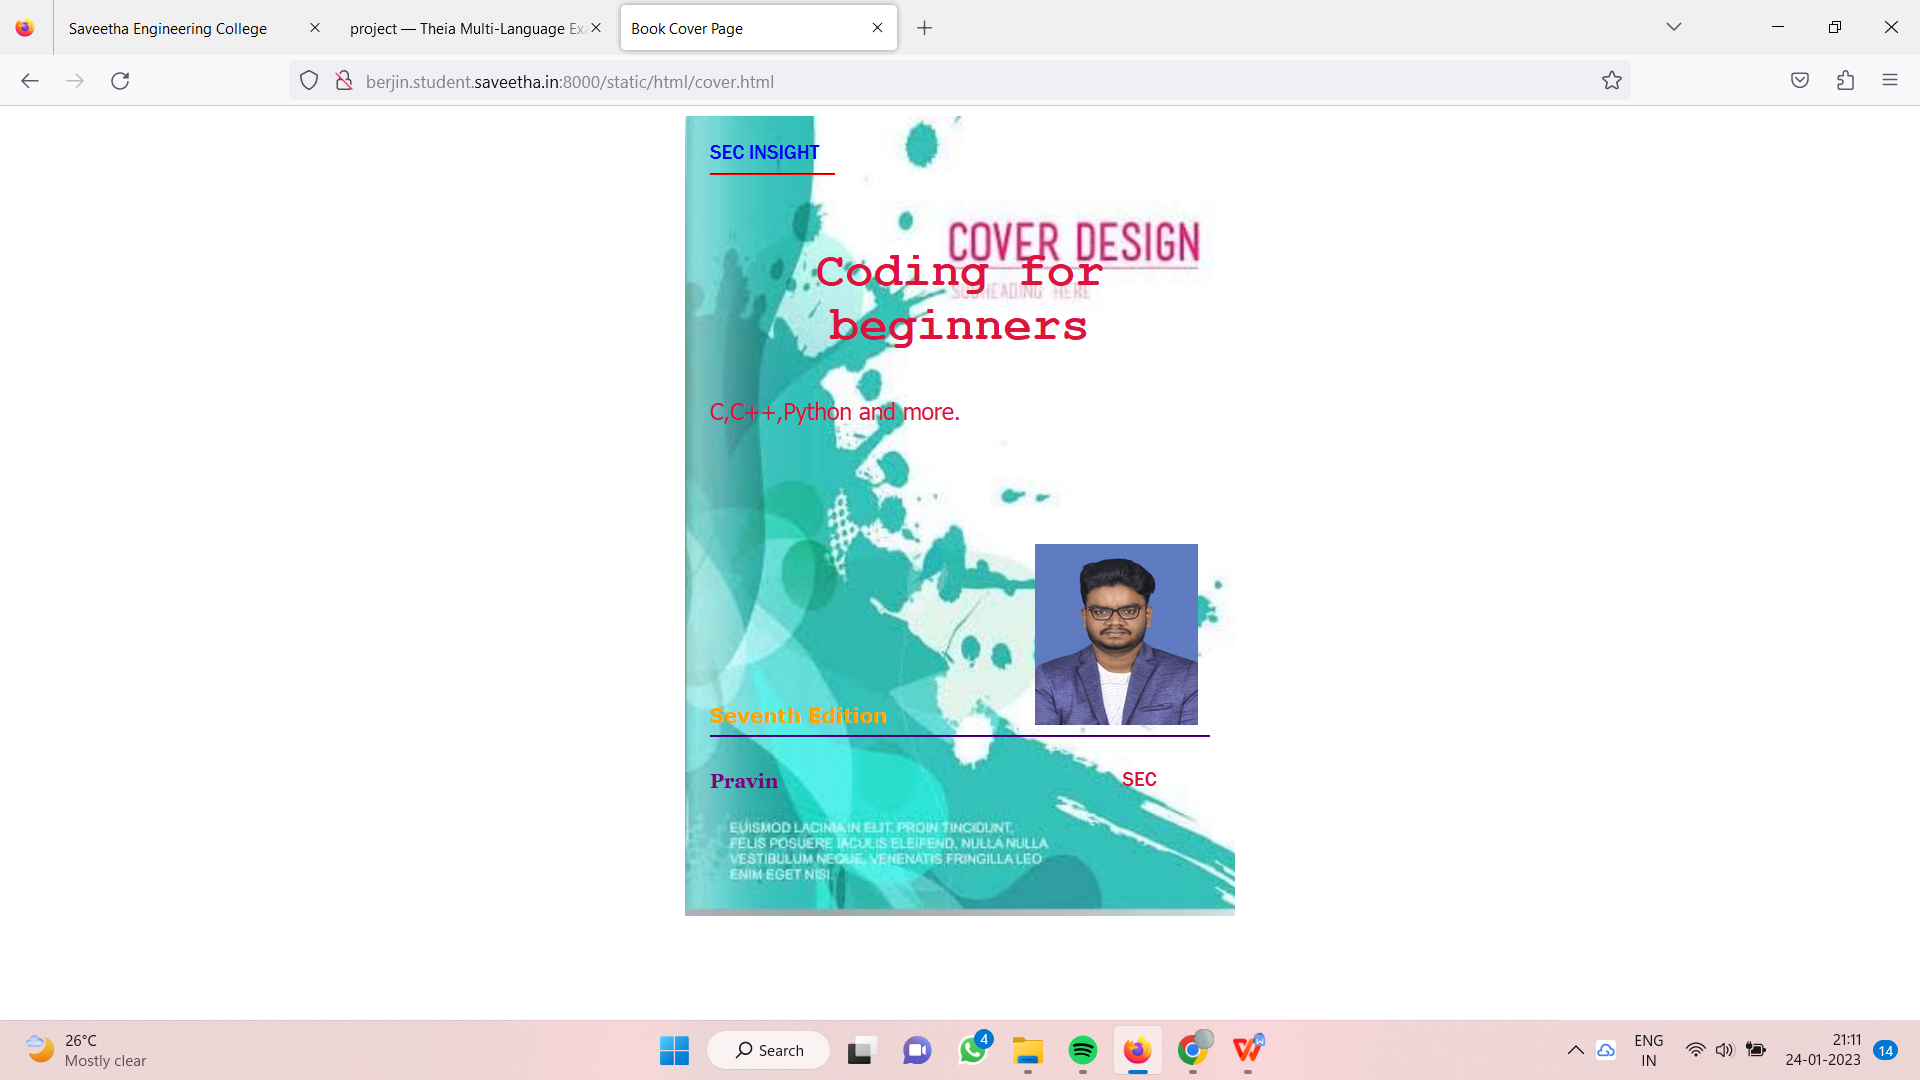 Saveetha Engineering College
project — Theia Multi-Language Exa
Book Cover Page
berjin.student.saveetha.in:8000/static/html/cover.html
SEC INSIGHT
COVER DESIGN
SUBHEADING HERE
Coding for
beginners
C,C++,Python and more.
Seventh Edition
Pravin
SEC
EUISMOD LACINIA IN ELIT. PROIN TINCIDUNT,
FELIS POSUERE IACULIS ELEIFEND. NULLA NULLA
VESTIBULUM NEQUE, VENENATIS FRINGILLA LEO
ENIM EGET NISI.
26°C
Mostly clear
Search
4
ENG
IN
21:11
24-01-2023
14